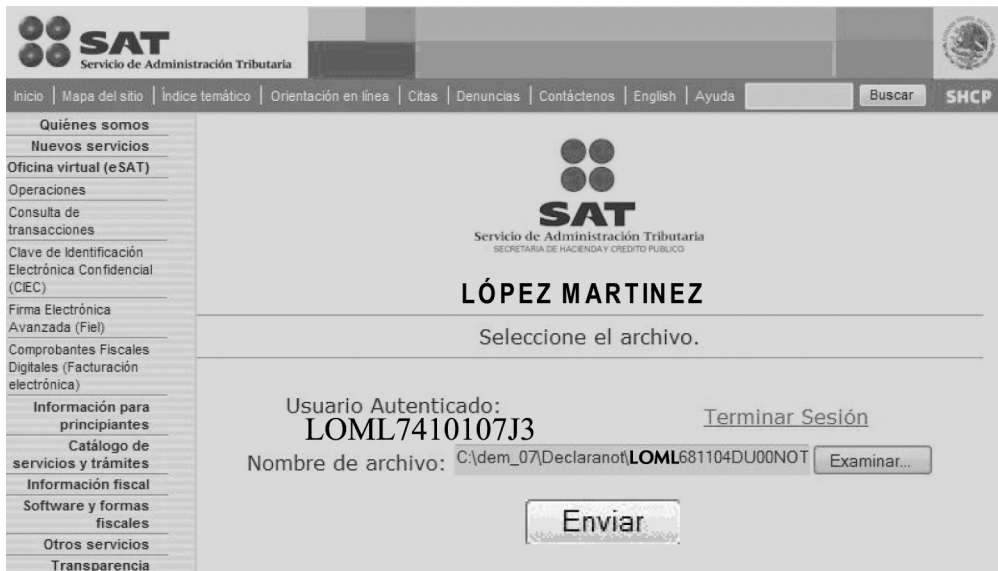 SAT
Servicio de Administración Tributaria
Inicio | Mapa del sitio | Índice temático | Orientación en línea | Citas | Denuncias | Contáctenos | English | Ayuda Buscar SHCP
Quiénes somos
Nuevos servicios
Oficina virtual (eSAT)
Operaciones
Consulta de
transacciones
Clave de Identificación
Electrónica Confidencial
(CIEC)
Firma Electrónica
Avanzada (Fiel)
Comprobantes Fiscales
Digitales (Facturación
electrónica)
Información para
principiantes
Catálogo de
servicios y trámites
Información fiscal
Software y formas
fiscales
Otros servicios
Transparencia
SAT
Servicio de Administración Tributaria
SECRETARIA DE HACIENDA Y CREDITO PUBLICO
LÓPEZ MARTINEZ
Seleccione el archivo.
Usuario Autenticado:
LOML7410107J3
Terminar Sesión
Nombre de archivo: C:\dem_07\Declaranot\LOML681104DU00NOT Examinar...
Enviar